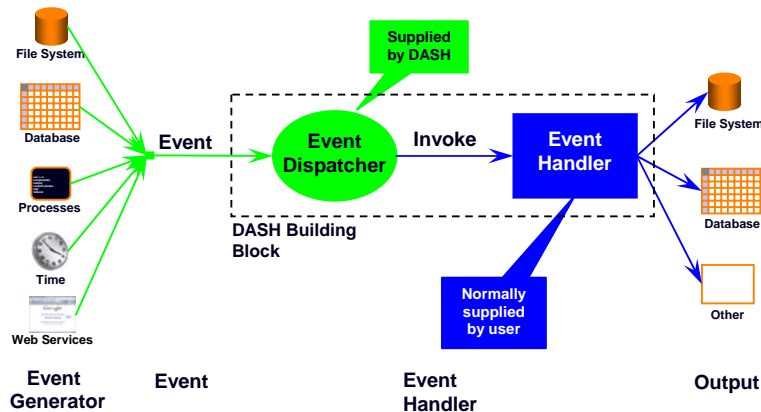 File System
Database
Processes
Time
Web Services
Event
Supplied
by DASH
Event
Dispatcher
Invoke
Event
Handler
DASH Building
Block
Normally
supplied
by user
File System
Database
Other
Event
Generator
Event
Event
Handler
Output